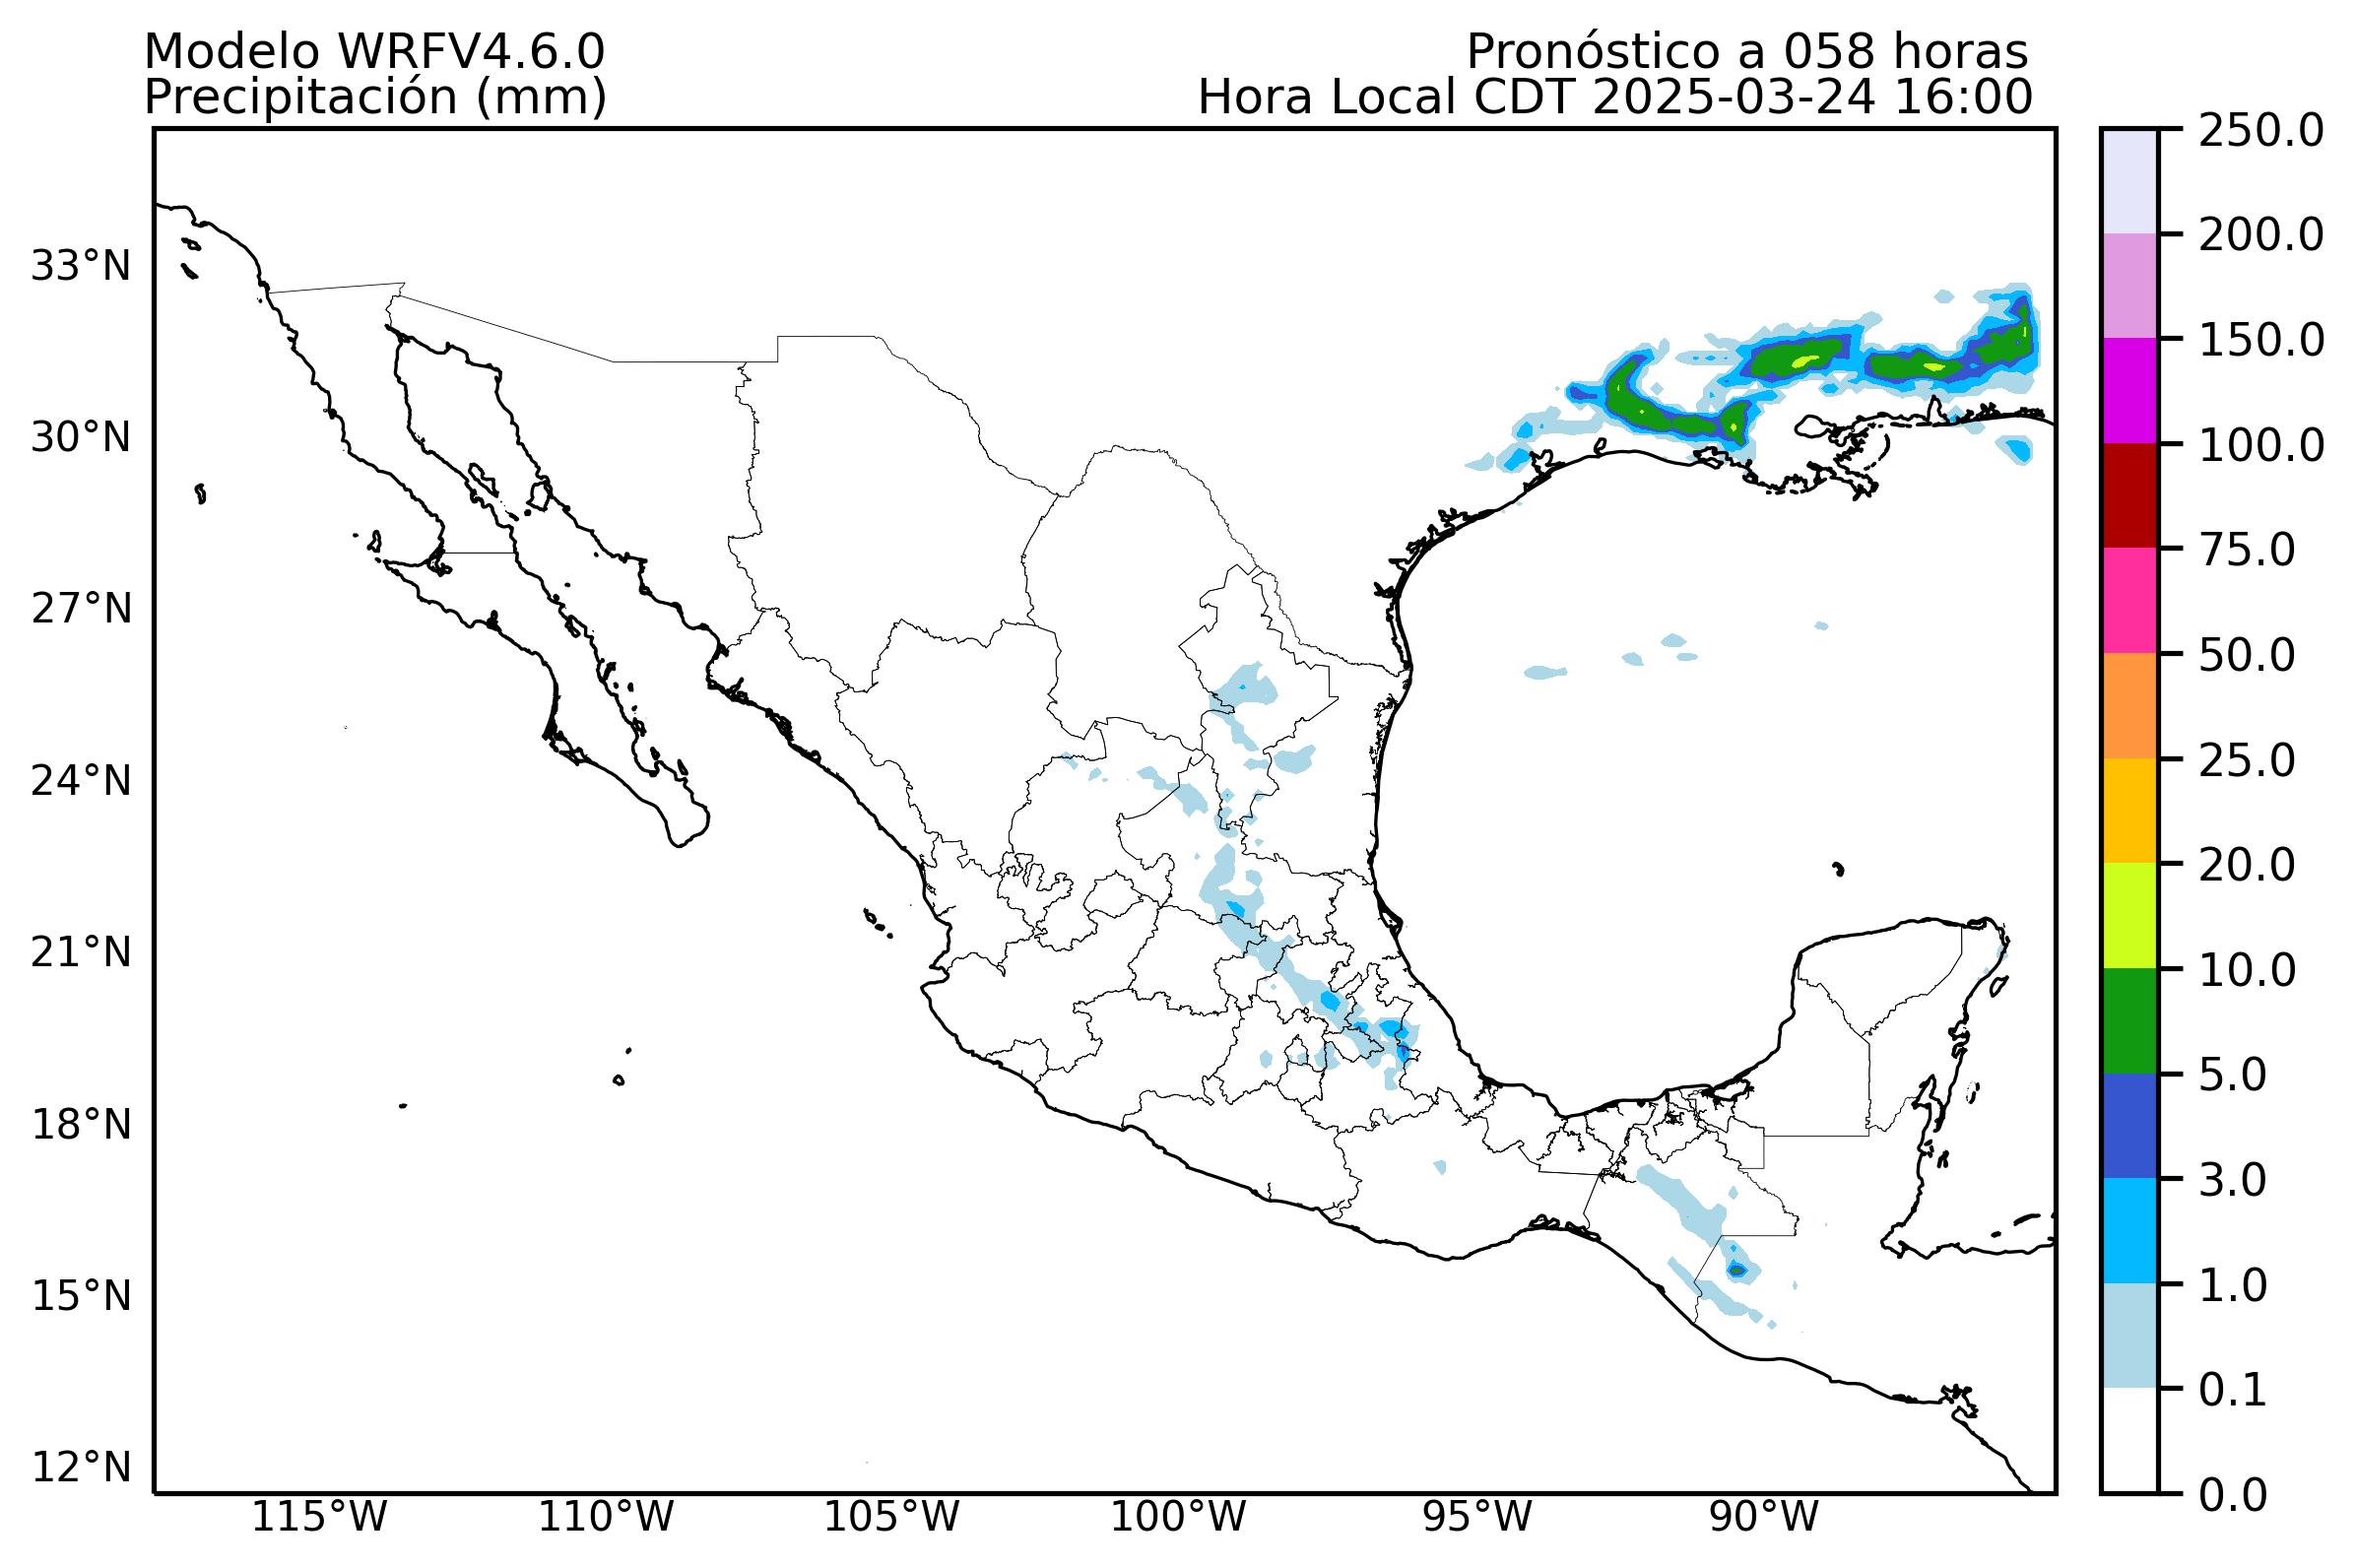 Modelo WRFV4.6.0
Precipitación (mm)
Pronóstico a 058 horas
Hora Local CDT 2025-03-24 16:00
33°N
30°N
27°N
24°N
21°N
18°N
15°N
12°N
115°W
110°W
105°W
100°W
95°W
90°W
250.0
200.0
150.0
100.0
75.0
50.0
25.0
20.0
10.0
5.0
3.0
1.0
0.1
0.0